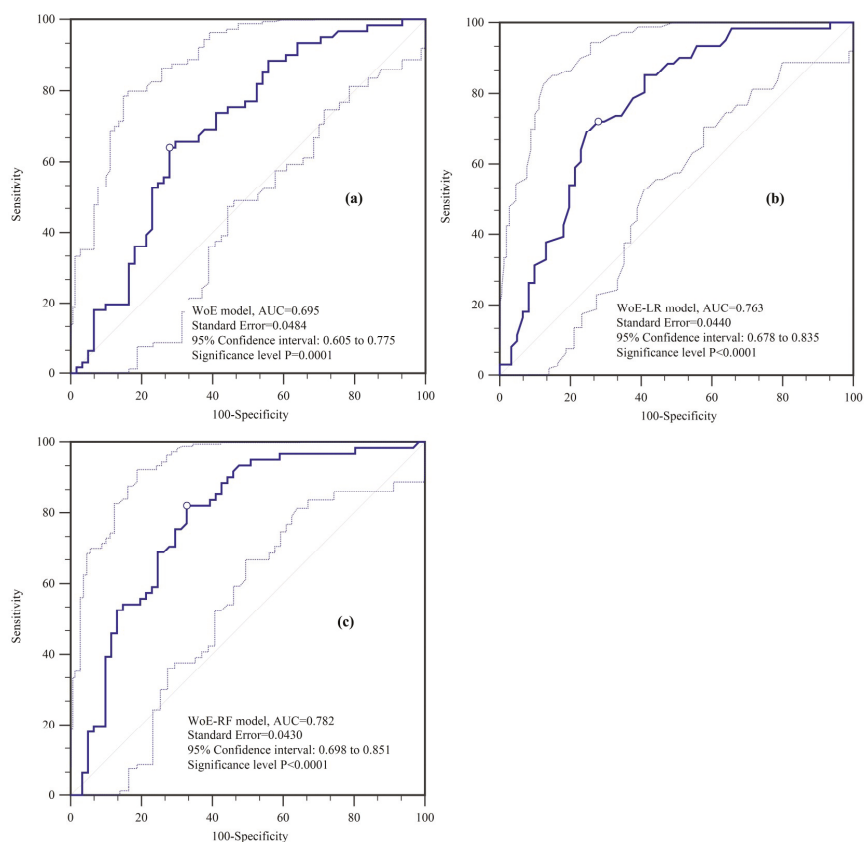 100
80
60
40
20
0
Sensitivity
(a)
WoE model, AUC=0.695
Standard Error=0.0484
95% Confidence interval: 0.605 to 0.775
Significance level P=0.0001
0 20 40 60 80 100
100-Specificity
100
80
60
40
20
0
Sensitivity
(b)
WoE-LR model, AUC=0.763
Standard Error=0.0440
95% Confidence interval: 0.678 to 0.835
Significance level P<0.0001
0 20 40 60 80 100
100-Specificity
100
80
60
40
20
0
Sensitivity
(c)
WoE-RF model, AUC=0.782
Standard Error=0.0430
95% Confidence interval: 0.698 to 0.851
Significance level P<0.0001
0 20 40 60 80 100
100-Specificity